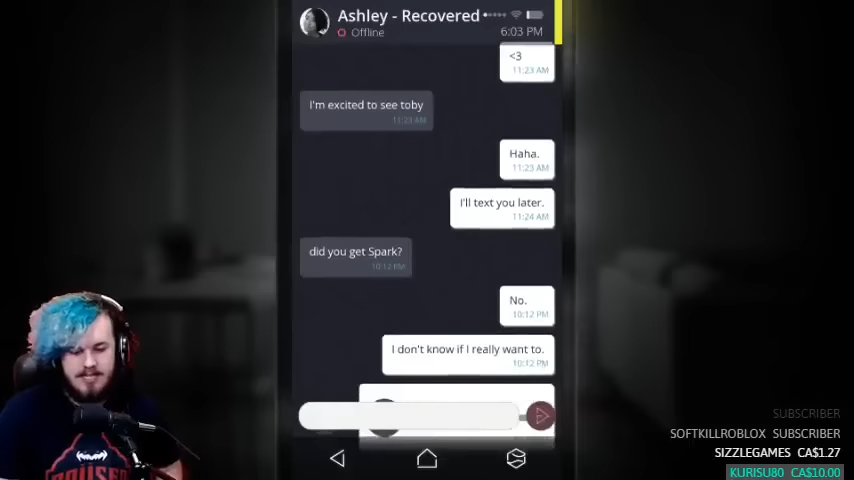 Ashley - Recovered
Offline
6:03 PM
<3
11:23 AM
I'm excited to see toby
11:23 AM
Haha.
11:23 AM
I'll text you later.
11:24 AM
did you get Spark?
10:12 PM
No.
10:12 PM
I don't know if I really want to.
10:12 PM
SUBSCRIBER
SOFTKILLROBLOX SUBSCRIBER
SIZZLEGAMES CA$1.27
KURISU80 CA$10.00